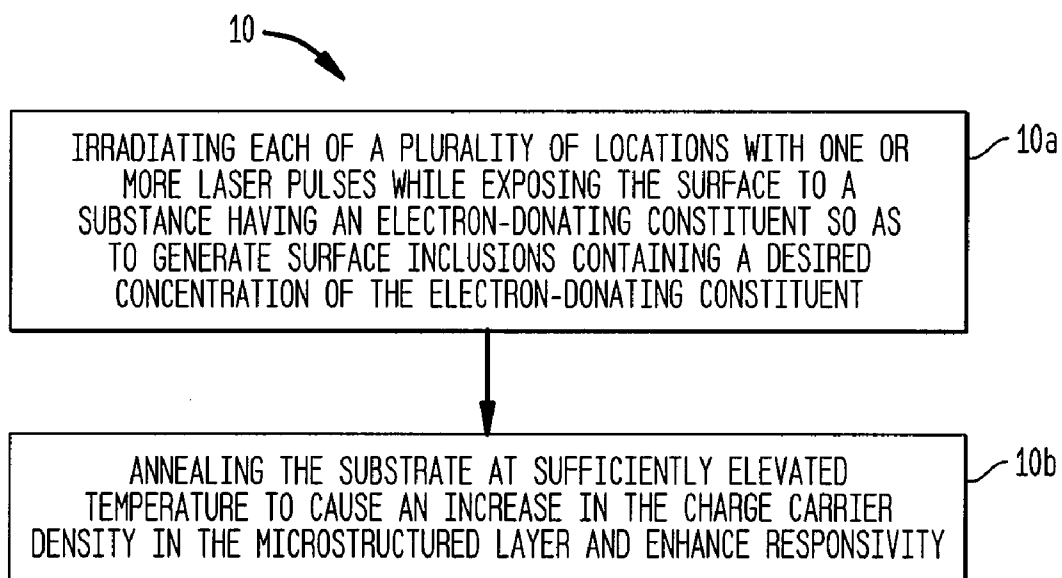 10
IRRADIATING EACH OF A PLURALITY OF LOCATIONS WITH ONE OR
MORE LASER PULSES WHILE EXPOSING THE SURFACE TO A
SUBSTANCE HAVING AN ELECTRON-DONATING CONSTITUENT SO AS
TO GENERATE SURFACE INCLUSIONS CONTAINING A DESIRED
CONCENTRATION OF THE ELECTRON-DONATING CONSTITUENT
10a
ANNEALING THE SUBSTRATE AT SUFFICIENTLY ELEVATED
TEMPERATURE TO CAUSE AN INCREASE IN THE CHARGE CARRIER
DENSITY IN THE MICROSTRUCTURED LAYER AND ENHANCE RESPONSIVITY
10b